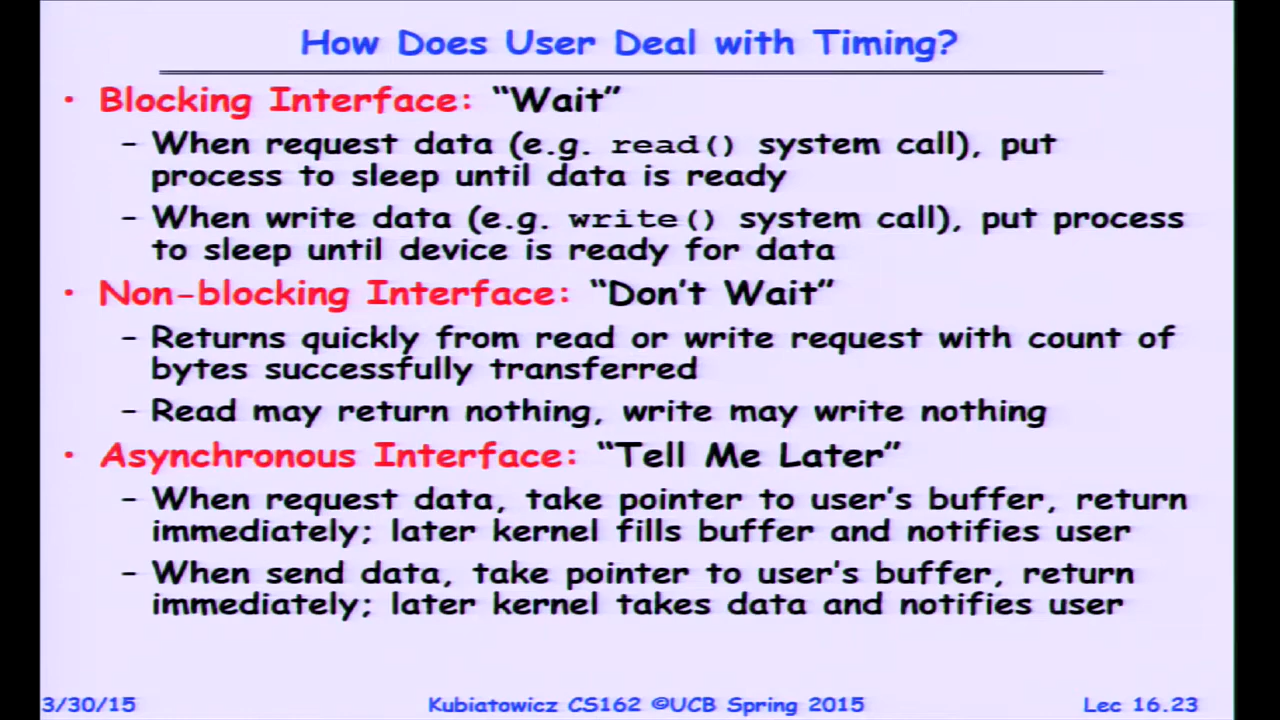 How Does User Deal with Timing?
• Blocking Interface: “Wait”
– When request data (e.g. read() system call), put
process to sleep until data is ready
– When write data (e.g. write() system call), put process
to sleep until device is ready for data
• Non-blocking Interface: “Don’t Wait”
– Returns quickly from read or write request with count of
bytes successfully transferred
– Read may return nothing, write may write nothing
• Asynchronous Interface: “Tell Me Later”
– When request data, take pointer to user’s buffer, return
immediately; later kernel fills buffer and notifies user
– When send data, take pointer to user’s buffer, return
immediately; later kernel takes data and notifies user
3/30/15 Kubiatowicz CS162 ©UCB Spring 2015 Lec 16.23